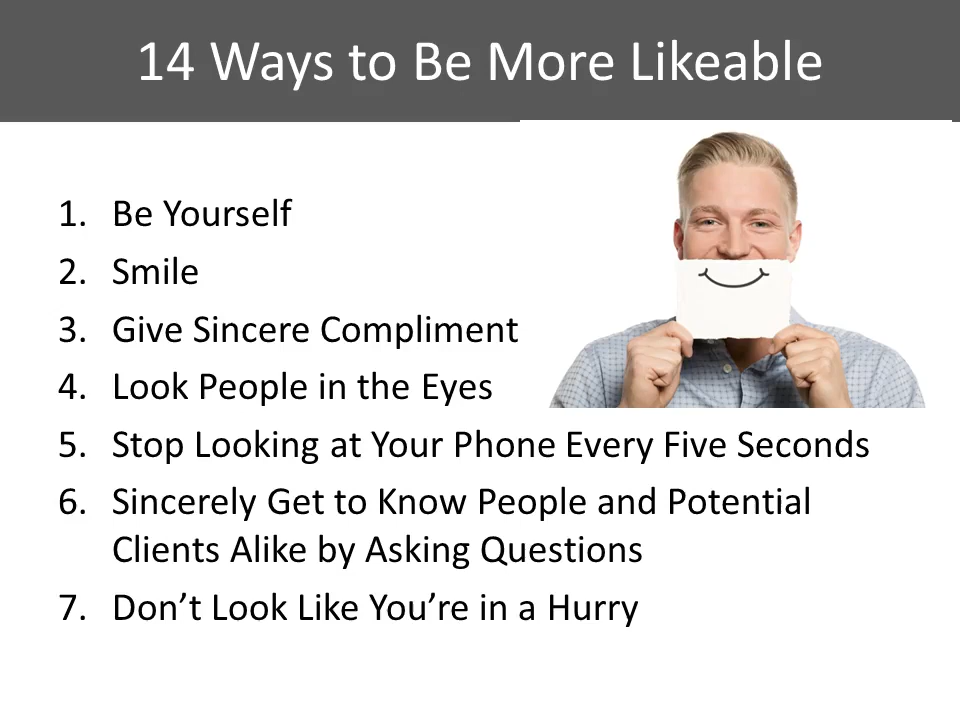 14 Ways to Be More Likeable
1. Be Yourself
2. Smile
3. Give Sincere Compliment
4. Look People in the Eyes
5. Stop Looking at Your Phone Every Five Seconds
6. Sincerely Get to Know People and Potential
Clients Alike by Asking Questions
7. Don’t Look Like You’re in a Hurry